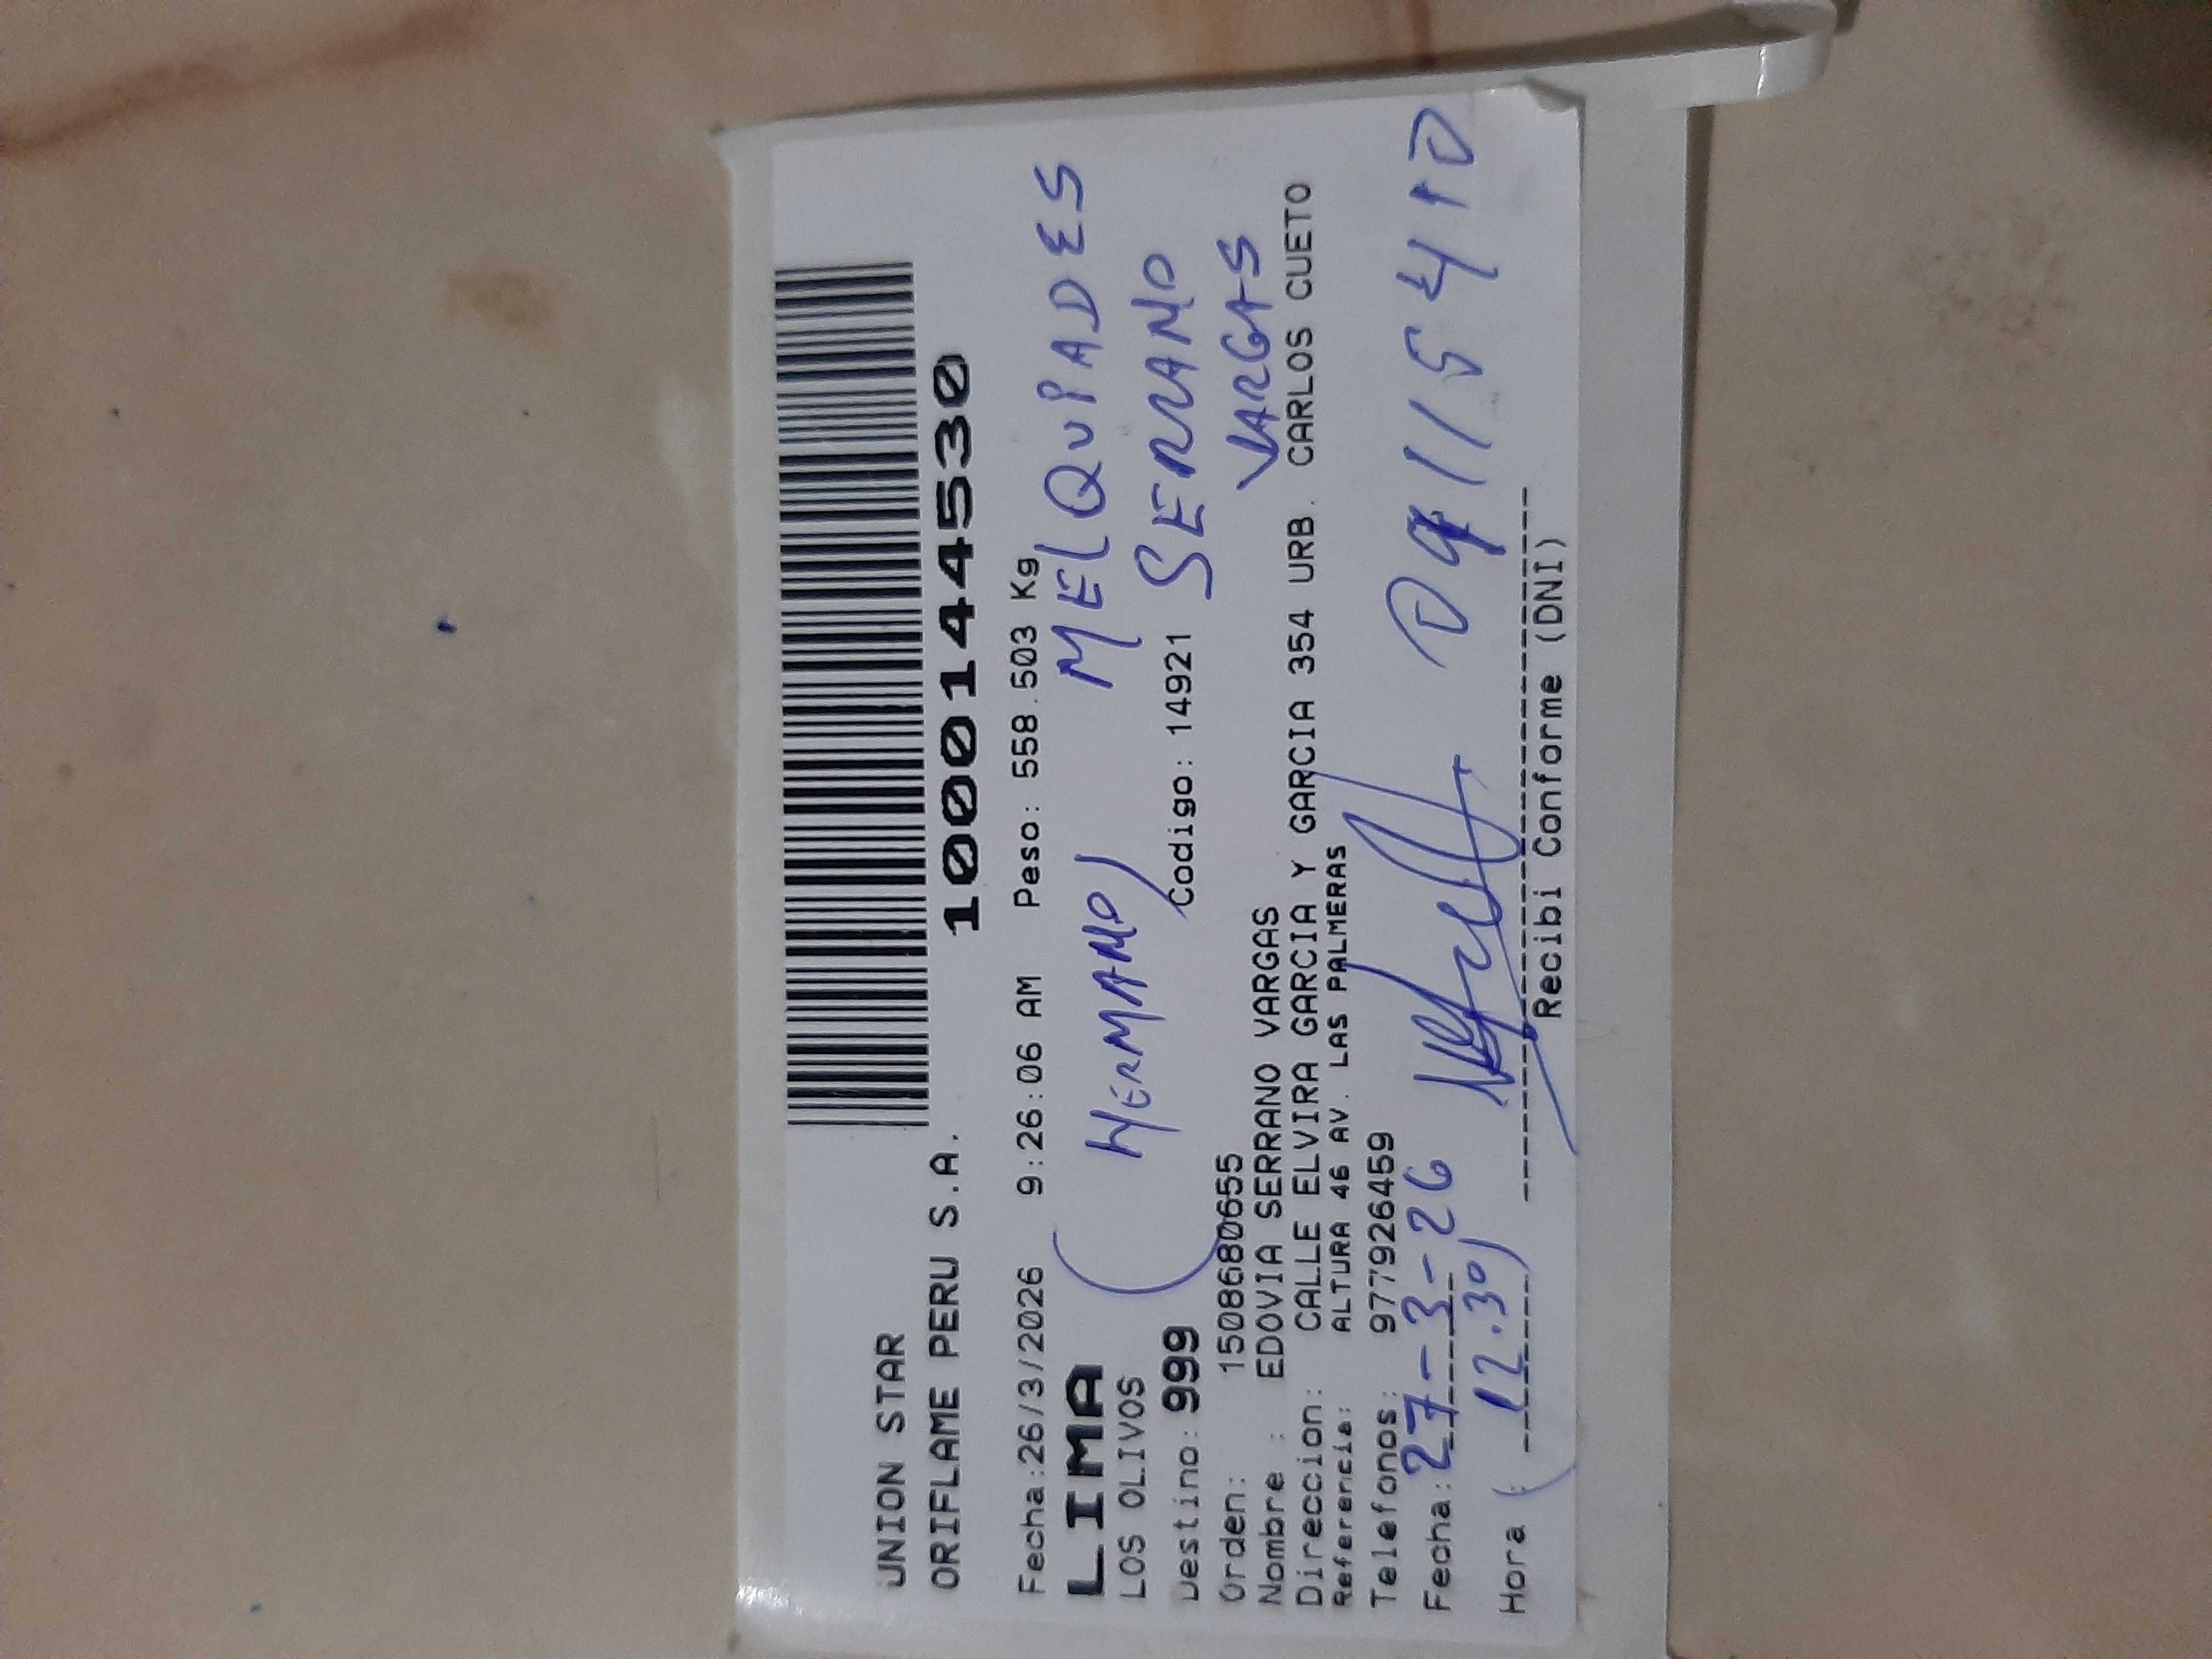 UNION STAR
ORIFLAME PERU S.A.
1000144530
Fecha:26/3/2026 9:26:06 AM Peso: 558.503 Kg
LIMA
MELQUIADES
LOS OLIVOS
(HERMANO)
SERRANO
Destino: 999
Codigo: 14921
VARGAS
Orden: 1508680655
Nombre : EDOVIA SERRANO VARGAS
Direccion: CALLE ELVIRA GARCIA Y GARCIA 354 URB. CARLOS CUETO
Referencia: ALTURA 46 AV. LAS PALMERAS
Telefonos: 977926459
Fecha: 27-3-26
09115410
Hora (12.30)
Recibi Conforme (DNI)